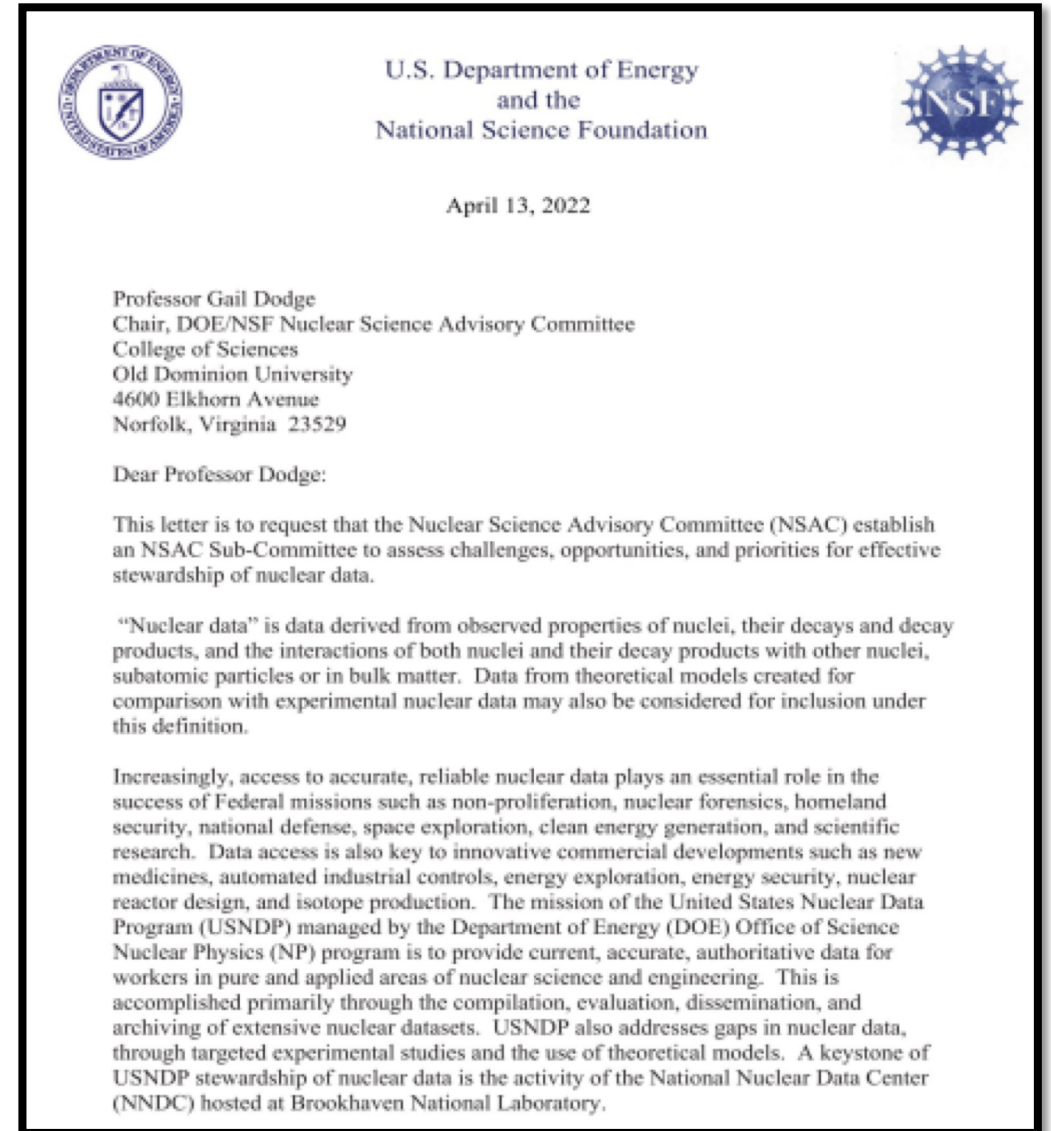 U.S. Department of Energy
and the
National Science Foundation
DEPARTMENT OF ENERGY
UNITED STATES OF AMERICA
NSF
April 13, 2022
Professor Gail Dodge
Chair, DOE/NSF Nuclear Science Advisory Committee
College of Sciences
Old Dominion University
4600 Elkhorn Avenue
Norfolk, Virginia 23529
Dear Professor Dodge:
This letter is to request that the Nuclear Science Advisory Committee (NSAC) establish
an NSAC Sub-Committee to assess challenges, opportunities, and priorities for effective
stewardship of nuclear data.
“Nuclear data” is data derived from observed properties of nuclei, their decays and decay
products, and the interactions of both nuclei and their decay products with other nuclei,
subatomic particles or in bulk matter. Data from theoretical models created for
comparison with experimental nuclear data may also be considered for inclusion under
this definition.
Increasingly, access to accurate, reliable nuclear data plays an essential role in the
success of Federal missions such as non-proliferation, nuclear forensics, homeland
security, national defense, space exploration, clean energy generation, and scientific
research. Data access is also key to innovative commercial developments such as new
medicines, automated industrial controls, energy exploration, energy security, nuclear
reactor design, and isotope production. The mission of the United States Nuclear Data
Program (USNDP) managed by the Department of Energy (DOE) Office of Science
Nuclear Physics (NP) program is to provide current, accurate, authoritative data for
workers in pure and applied areas of nuclear science and engineering. This is
accomplished primarily through the compilation, evaluation, dissemination, and
archiving of extensive nuclear datasets. USNDP also addresses gaps in nuclear data,
through targeted experimental studies and the use of theoretical models. A keystone of
USNDP stewardship of nuclear data is the activity of the National Nuclear Data Center
(NNDC) hosted at Brookhaven National Laboratory.